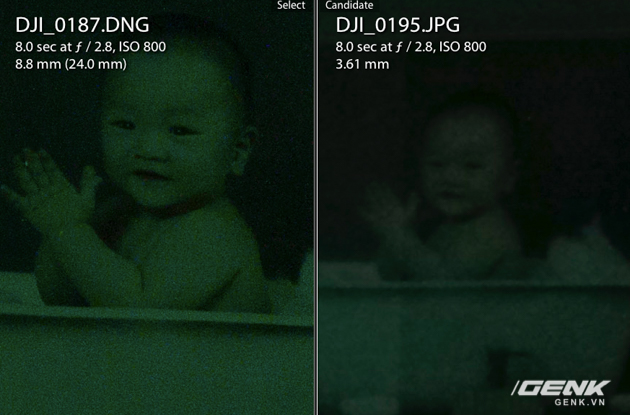 Select
DJI_0187.DNG
8.0 sec at ƒ / 2.8, ISO 800
8.8 mm (24.0 mm)
Candidate
DJI_0195.JPG
8.0 sec at ƒ / 2.8, ISO 800
3.61 mm
GENK
GENK.VN